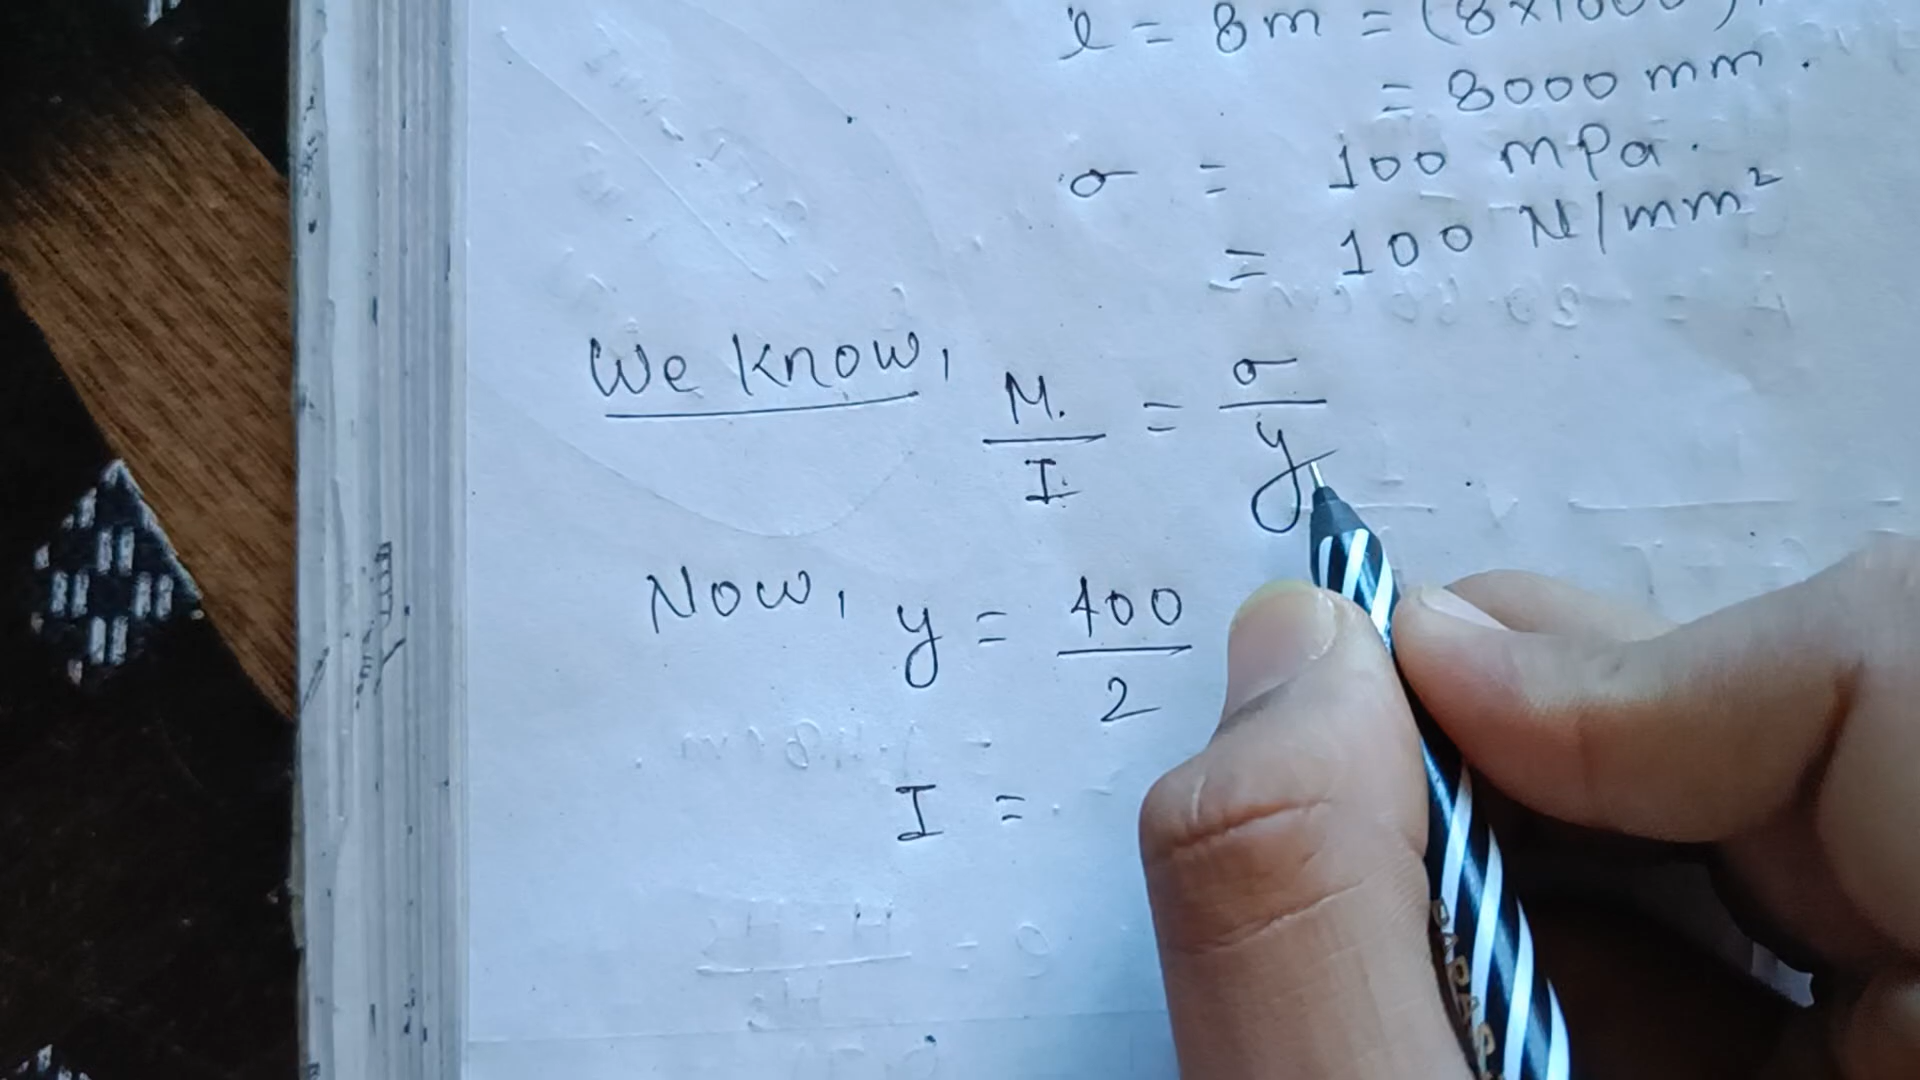 l = 8m = (8×1000)
= 8000 mm.
σ = 100 mPa.
= 100 N/mm²
We know, M/I = σ/y
Now, y = 400/2
I =